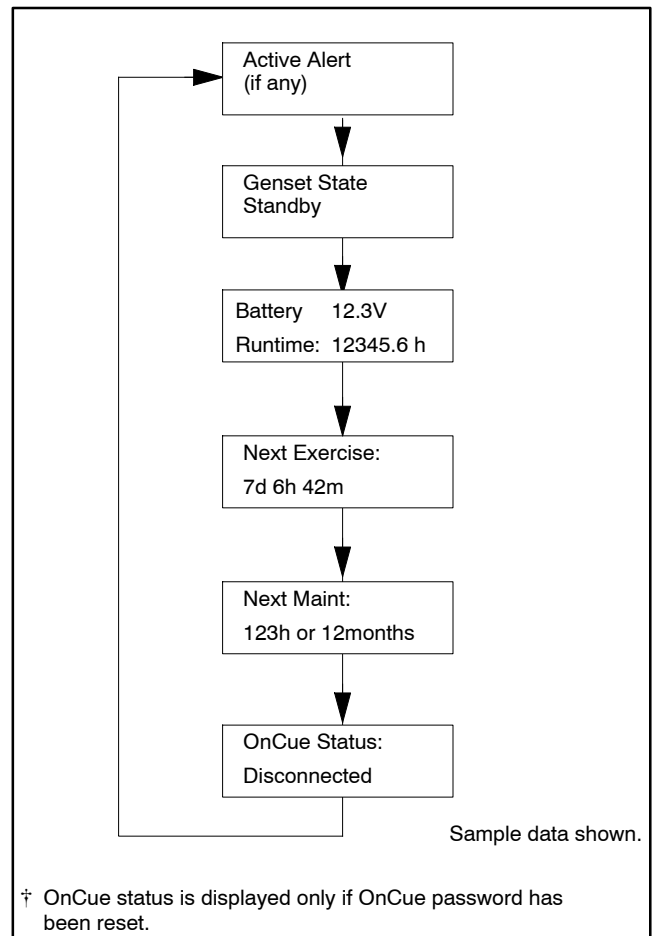 Active Alert
(if any)
Genset State
Standby
Battery 12.3V
Runtime: 12345.6 h
Next Exercise:
7d 6h 42m
Next Maint:
123h or 12months
OnCue Status:
Disconnected
Sample data shown.
† OnCue status is displayed only if OnCue password has
been reset.